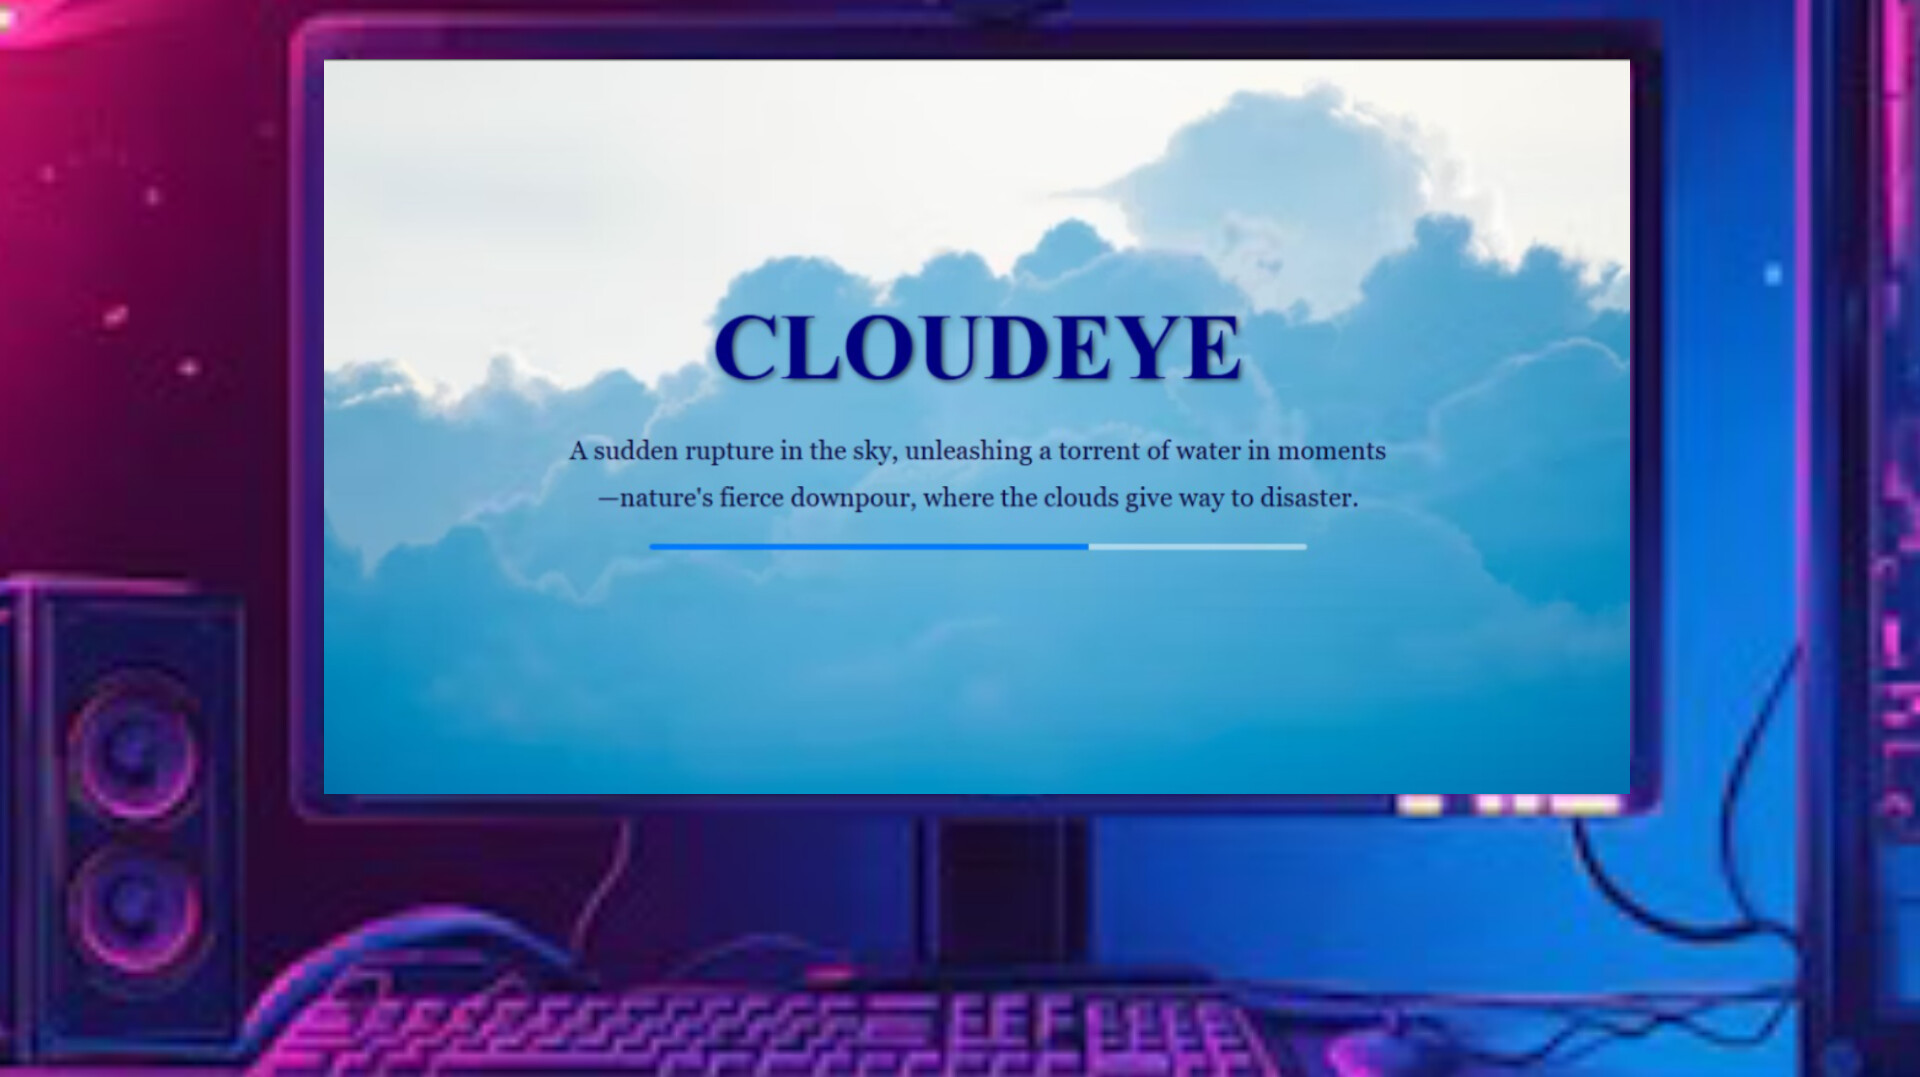 CLOUDEYE
A sudden rupture in the sky, unleashing a torrent of water in moments
—nature's fierce downpour, where the clouds give way to disaster.